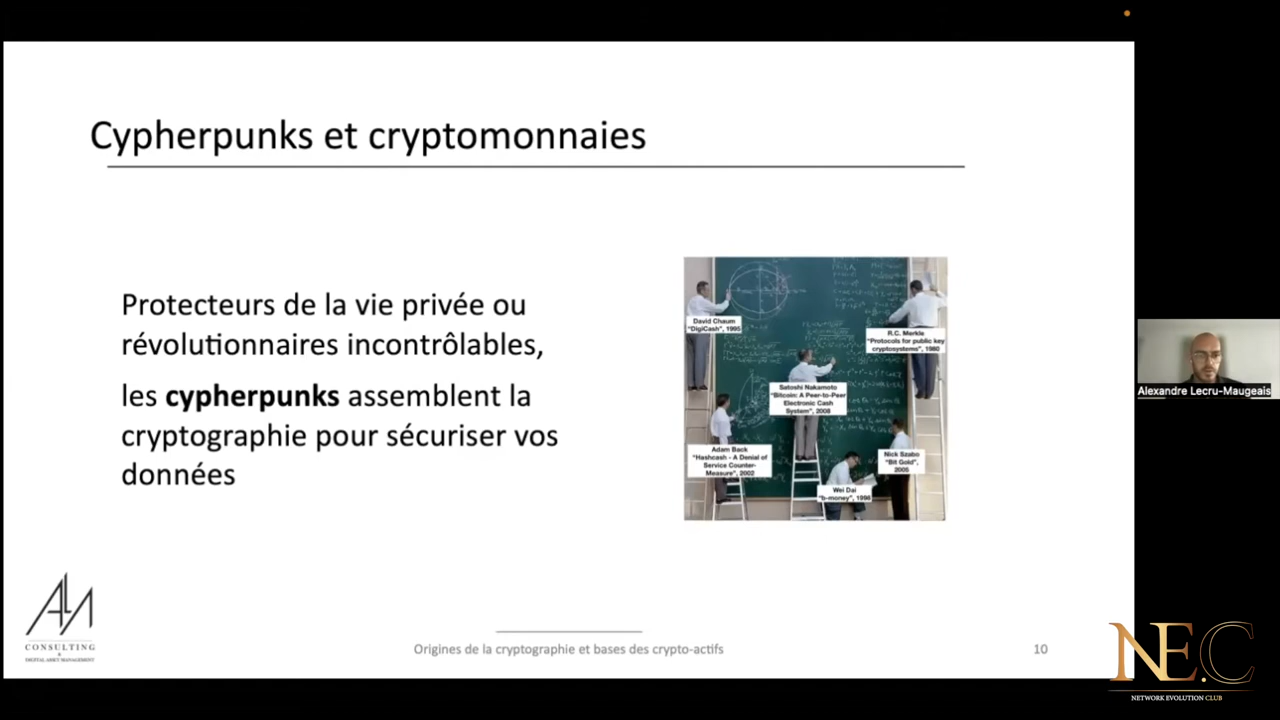 Cypherpunks et cryptomonnaies
Protecteurs de la vie privée ou
révolutionnaires incontrôlables,
les cypherpunks assemblent la
cryptographie pour sécuriser vos
données
David Chaum
"DigiCash", 1995
R.C. Merkle
"Protocols for public key
cryptosystems", 1980
Satoshi Nakamoto
"Bitcoin: A Peer-to-Peer
Electronic Cash
System", 2008
Adam Back
"Hashcash - A Denial of
Service Counter-
Measure", 2002
Nick Szabo
"Bit Gold",
2005
Wei Dai
"b-money", 1998
Alexandre Lecru-Maugeais
CONSULTING
&
DIGITAL ASSET MANAGEMENT
Origines de la cryptographie et bases des crypto-actifs
10
NE.C
NETWORK EVOLUTION CLUB